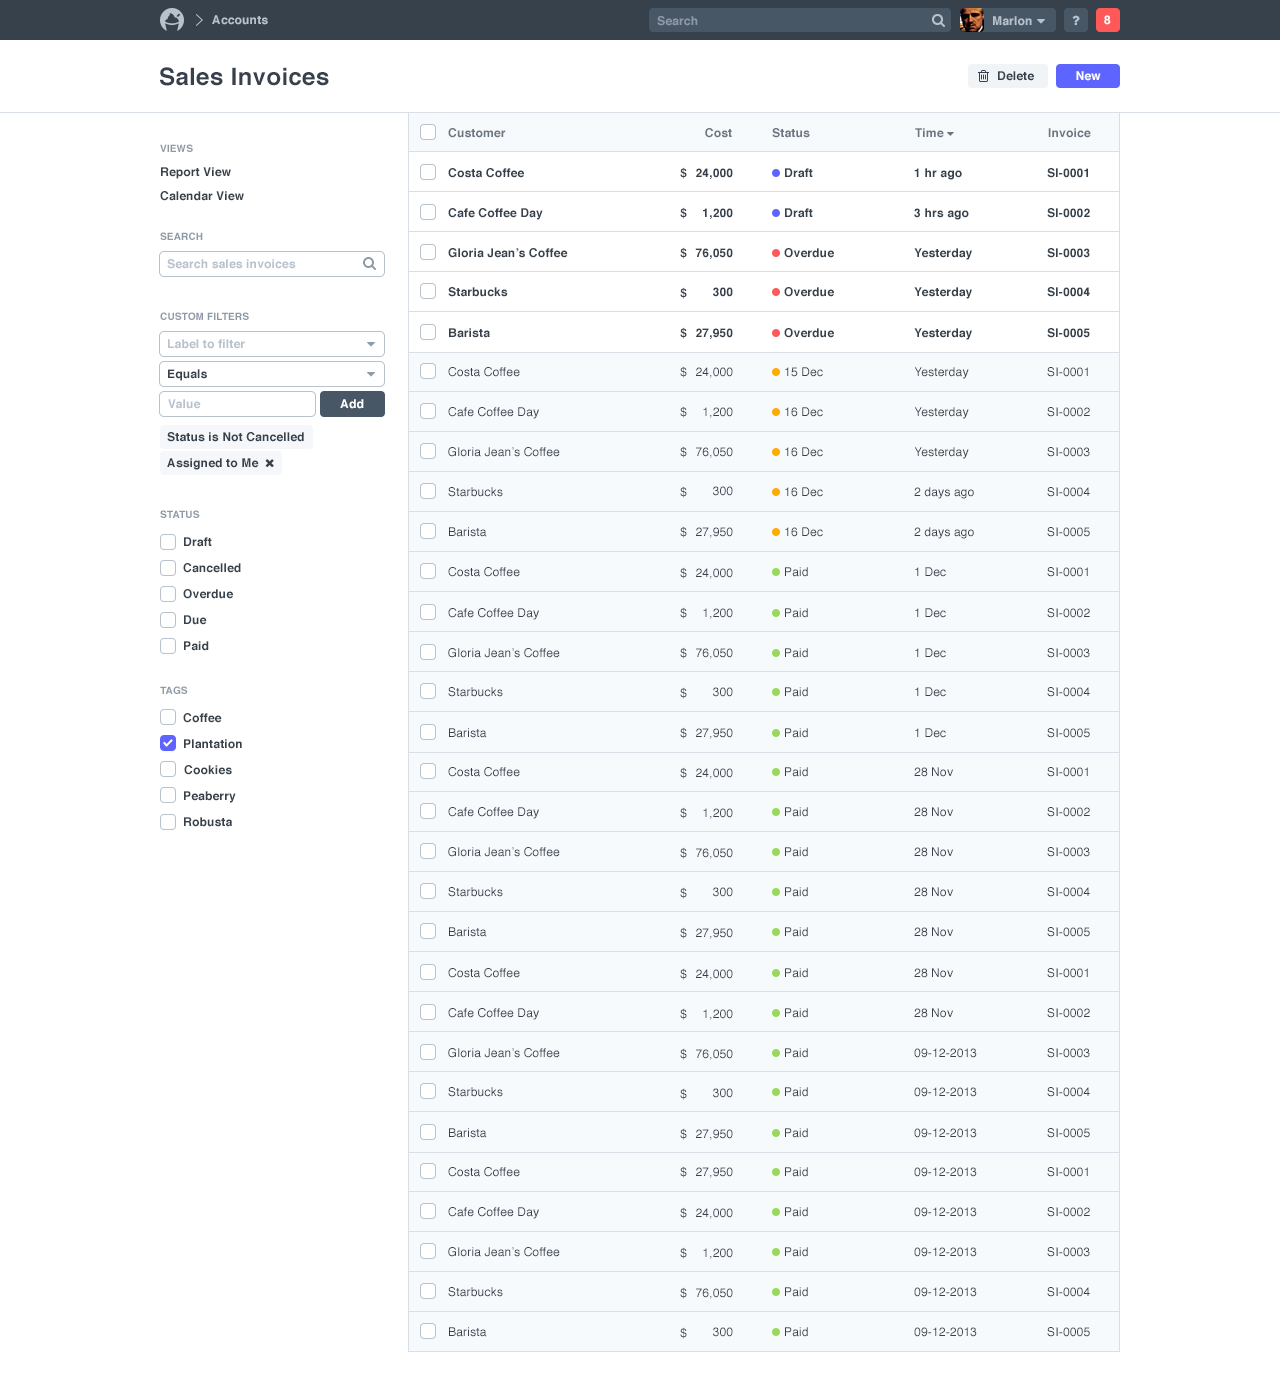 Accounts
Search
Marlon
?
8
Sales Invoices
Delete
New
VIEWS
Report View
Calendar View
SEARCH
Search sales invoices
CUSTOM FILTERS
Label to filter
Equals
Value
Add
Status is Not Cancelled
Assigned to Me ✖
STATUS
Draft
Cancelled
Overdue
Due
Paid
TAGS
Coffee
Plantation
Cookies
Peaberry
Robusta
Customer Cost Status Time Invoice
Costa Coffee $ 24,000 Draft 1 hr ago SI-0001
Cafe Coffee Day $ 1,200 Draft 3 hrs ago SI-0002
Gloria Jean's Coffee $ 76,050 Overdue Yesterday SI-0003
Starbucks $ 300 Overdue Yesterday SI-0004
Barista $ 27,950 Overdue Yesterday SI-0005
Costa Coffee $ 24,000 15 Dec Yesterday SI-0001
Cafe Coffee Day $ 1,200 16 Dec Yesterday SI-0002
Gloria Jean's Coffee $ 76,050 16 Dec Yesterday SI-0003
Starbucks $ 300 16 Dec 2 days ago SI-0004
Barista $ 27,950 16 Dec 2 days ago SI-0005
Costa Coffee $ 24,000 Paid 1 Dec SI-0001
Cafe Coffee Day $ 1,200 Paid 1 Dec SI-0002
Gloria Jean's Coffee $ 76,050 Paid 1 Dec SI-0003
Starbucks $ 300 Paid 1 Dec SI-0004
Barista $ 27,950 Paid 1 Dec SI-0005
Costa Coffee $ 24,000 Paid 28 Nov SI-0001
Cafe Coffee Day $ 1,200 Paid 28 Nov SI-0002
Gloria Jean's Coffee $ 76,050 Paid 28 Nov SI-0003
Starbucks $ 300 Paid 28 Nov SI-0004
Barista $ 27,950 Paid 28 Nov SI-0005
Costa Coffee $ 24,000 Paid 28 Nov SI-0001
Cafe Coffee Day $ 1,200 Paid 28 Nov SI-0002
Gloria Jean's Coffee $ 76,050 Paid 09-12-2013 SI-0003
Starbucks $ 300 Paid 09-12-2013 SI-0004
Barista $ 27,950 Paid 09-12-2013 SI-0005
Costa Coffee $ 27,950 Paid 09-12-2013 SI-0001
Cafe Coffee Day $ 24,000 Paid 09-12-2013 SI-0002
Gloria Jean's Coffee $ 1,200 Paid 09-12-2013 SI-0003
Starbucks $ 76,050 Paid 09-12-2013 SI-0004
Barista $ 300 Paid 09-12-2013 SI-0005